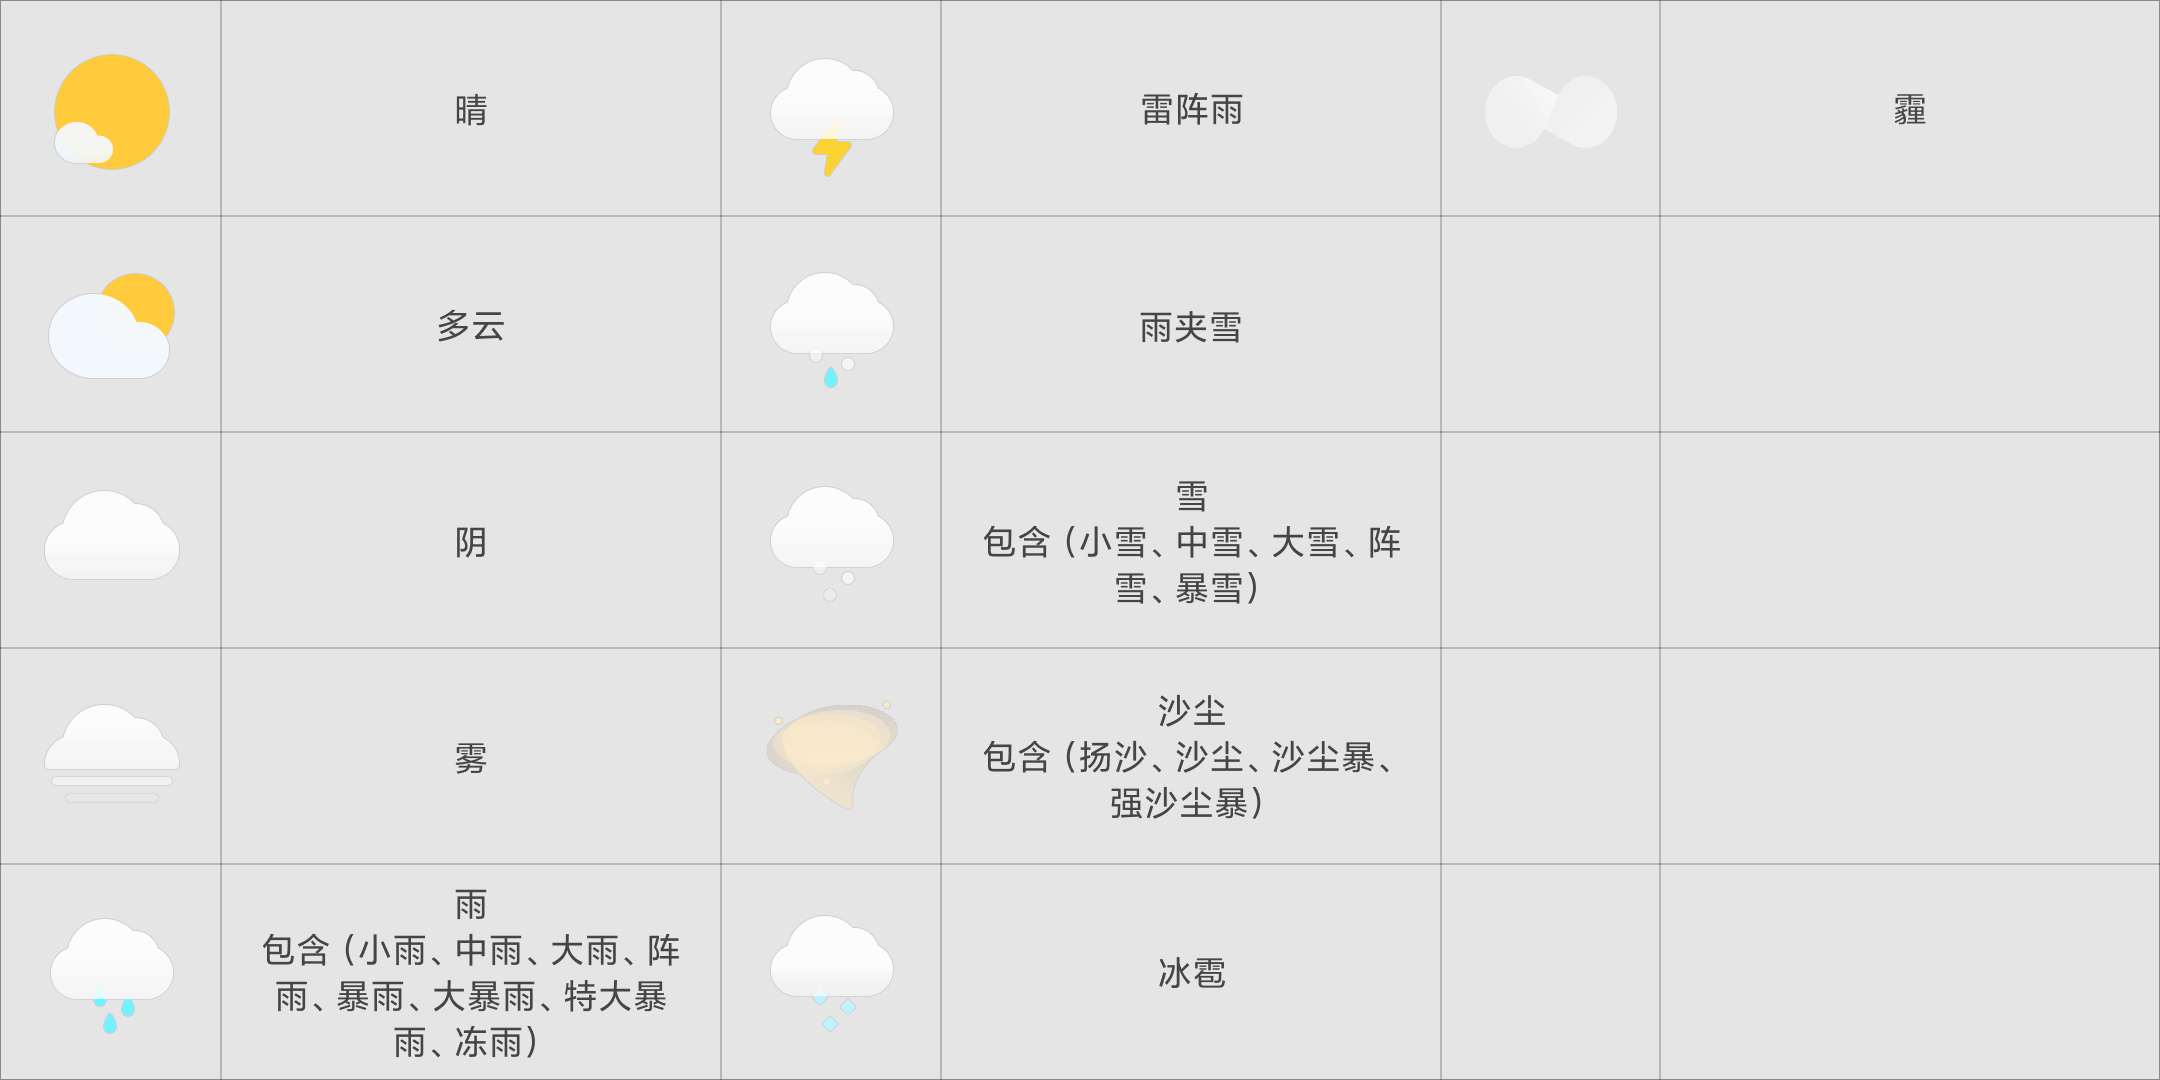 晴
雷阵雨
霾
多云
雨夹雪
阴
雪
包含（小雪、中雪、大雪、阵
雪、暴雪）
雾
沙尘
包含（扬沙、沙尘、沙尘暴、
强沙尘暴）
雨
包含（小雨、中雨、大雨、阵
雨、暴雨、大暴雨、特大暴
雨、冻雨）
冰雹